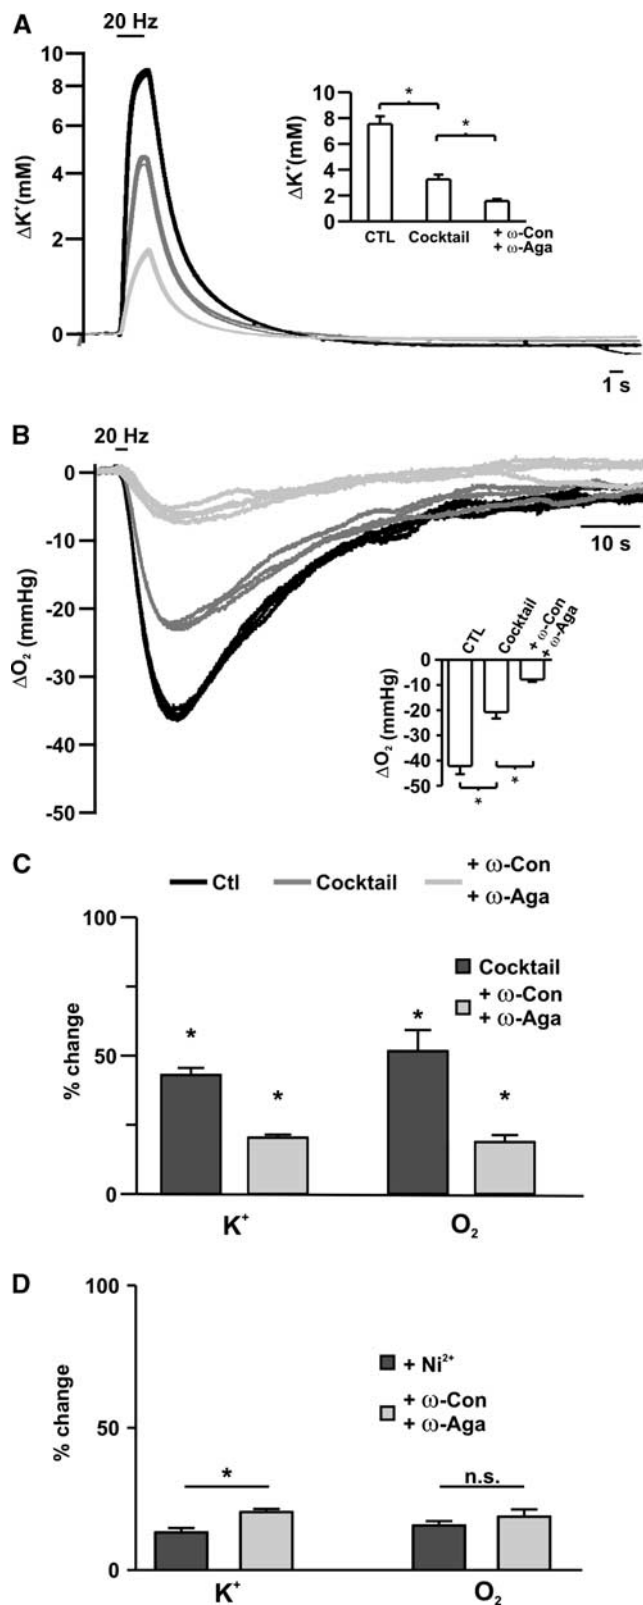 A
20 Hz
10
8
6
4
2
0
ΔK⁺(mM)
10
8
6
4
2
0
ΔK⁺(mM)
*
*
CTL Cocktail + ω-Con
+ ω-Aga
1 s
B
20 Hz
0
-10
-20
-30
-40
-50
ΔO₂ (mmHg)
10 s
CTL
Cocktail
+ ω-Con
+ ω-Aga
0
-10
-20
-30
-40
-50
ΔO₂ (mmHg)
*
*
C
Ctl Cocktail + ω-Con
+ ω-Aga
100
50
0
% change
Cocktail
+ ω-Con
+ ω-Aga
* * * *
K⁺ O₂
D
100
50
0
% change
+ Ni²⁺
+ ω-Con
+ ω-Aga
* n.s.
K⁺ O₂